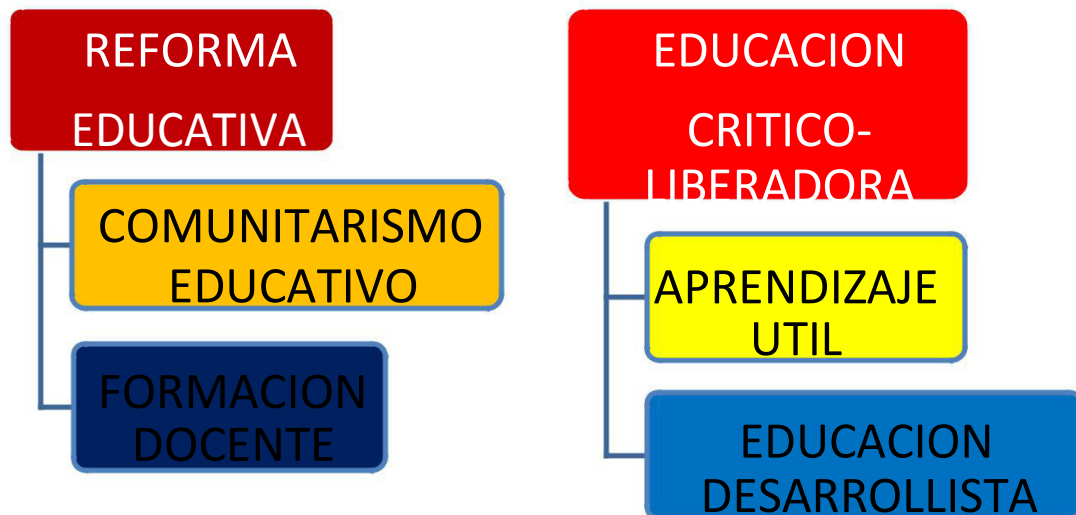 REFORMA
EDUCATIVA
COMUNITARISMO
EDUCATIVO
FORMACION
DOCENTE
EDUCACION
CRITICO-
LIBERADORA
APRENDIZAJE
UTIL
EDUCACION
DESARROLLISTA